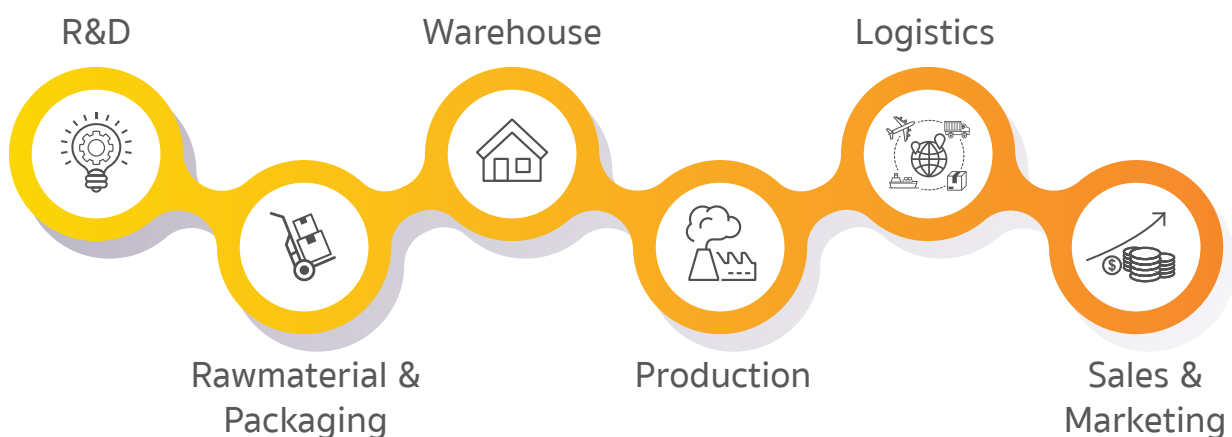 R&D
Rawmaterial &
Packaging
Warehouse
Production
Logistics
$
Sales &
Marketing